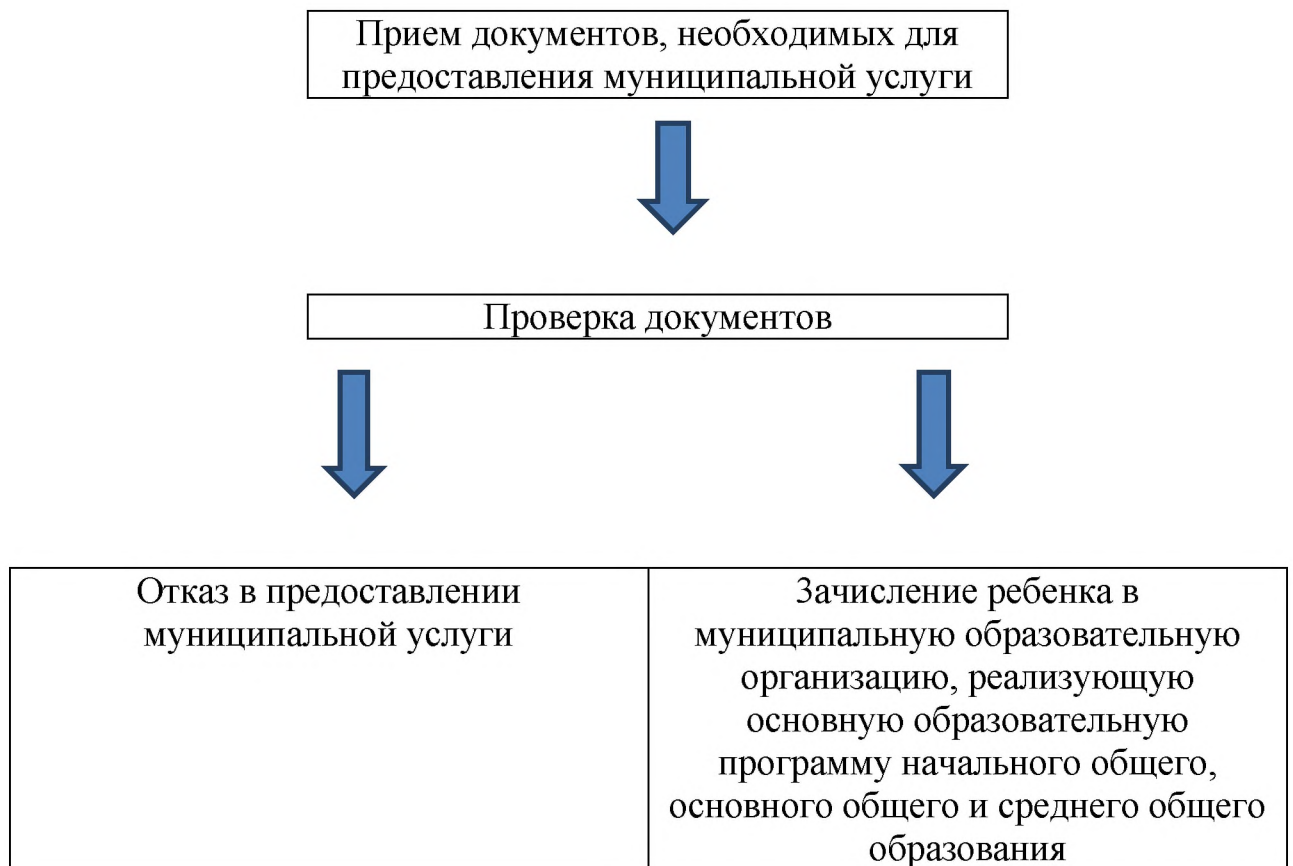 Прием документов, необходимых для
предоставления муниципальной услуги
Проверка документов
Отказ в предоставлении
муниципальной услуги
Зачисление ребенка в
муниципальную образовательную
организацию, реализующую
основную образовательную
программу начального общего,
основного общего и среднего общего
образования